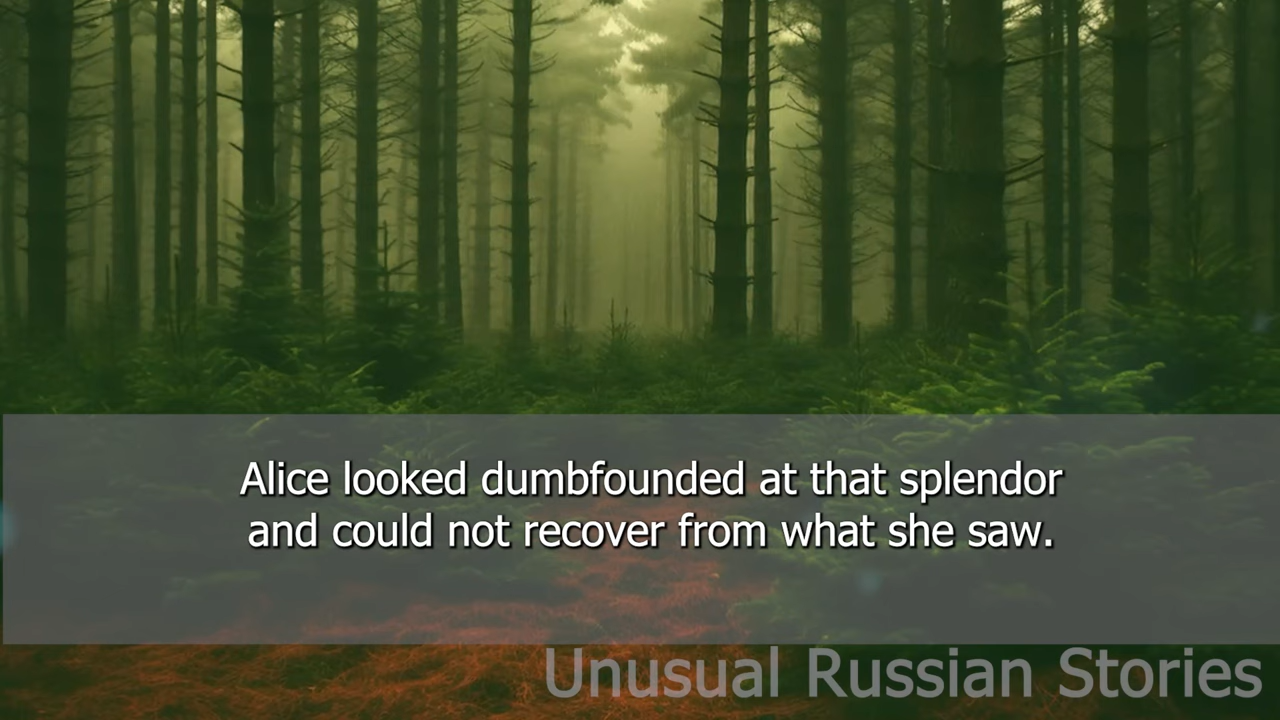 Alice looked dumbfounded at that splendor
and could not recover from what she saw.
Unusual Russian Stories